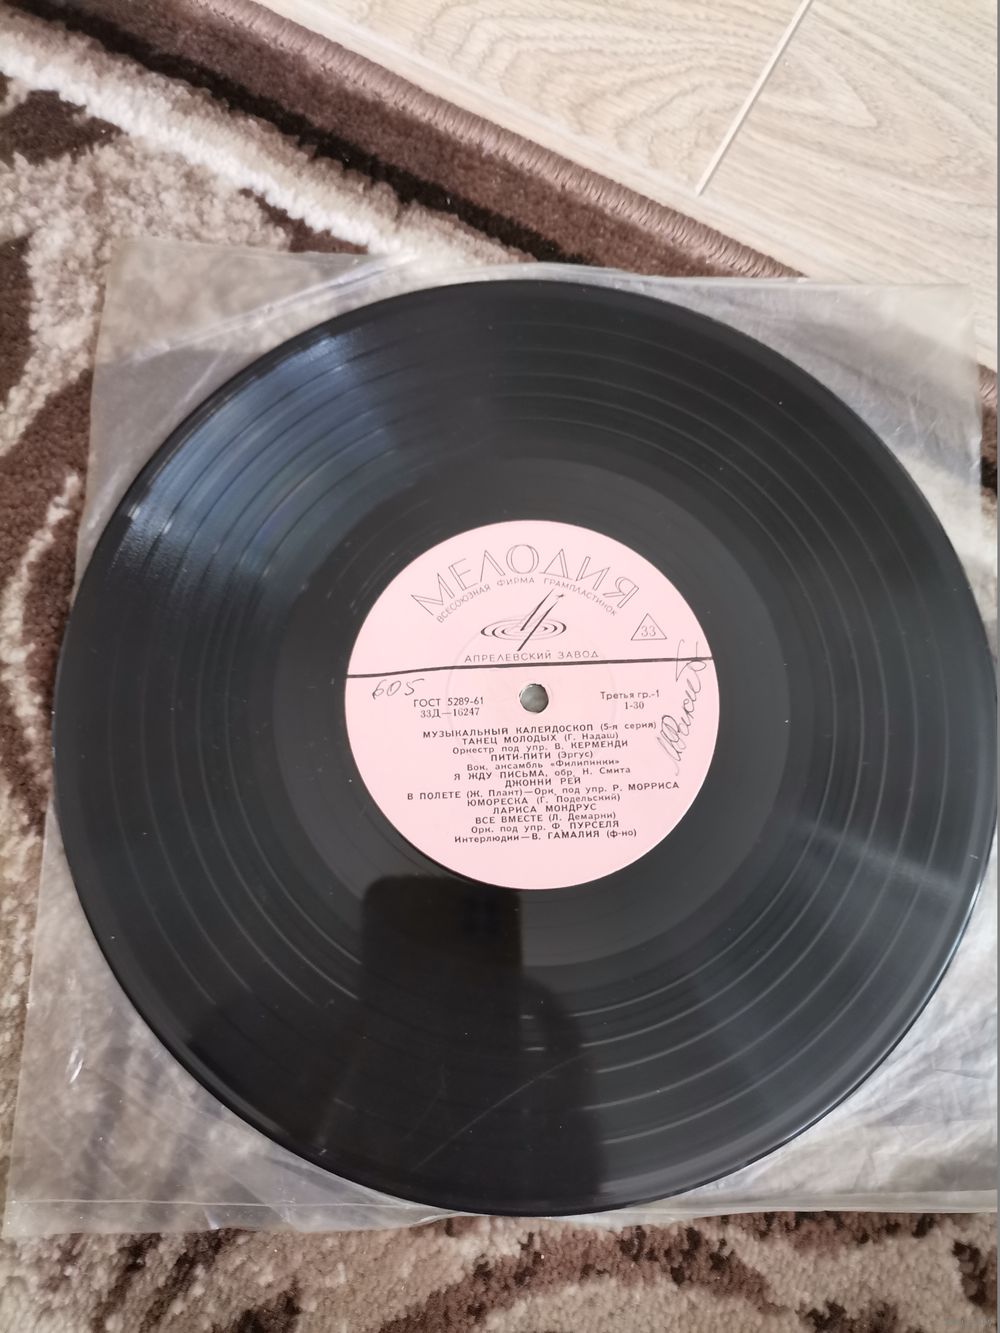 МЕЛОДИЯ
ВСЕСОЮЗНАЯ ФИРМА ГРАМПЛАСТИНОК
33
АПРЕЛЕВСКИЙ ЗАВОД
605
ГОСТ 5289-61
33Д—16247
Третья гр.-1
1-30
МУЗЫКАЛЬНЫЙ КАЛЕЙДОСКОП (5-я серия)
ТАНЕЦ МОЛОДЫХ (Г. Надаш)
Оркестр под упр. В. КЕРМЕНДИ
ПИТИ-ПИТИ (Эргус)
Вок. ансамбль «Филипинки»
Я ЖДУ ПИСЬМА, обр. Н. Смита
ДЖОННИ РЕЙ
В ПОЛЕТЕ (Ж. Плант)—Орк. под упр. Р. МОРРИСА
ЮМОРЕСКА (Г. Подельский)
ЛАРИСА МОНДРУС
ВСЕ ВМЕСТЕ (Л. Демарни)
Орк. под упр. Ф. ПУРСЕЛЯ
Интерлюдии—В. ГАМАЛИЯ (ф-но)